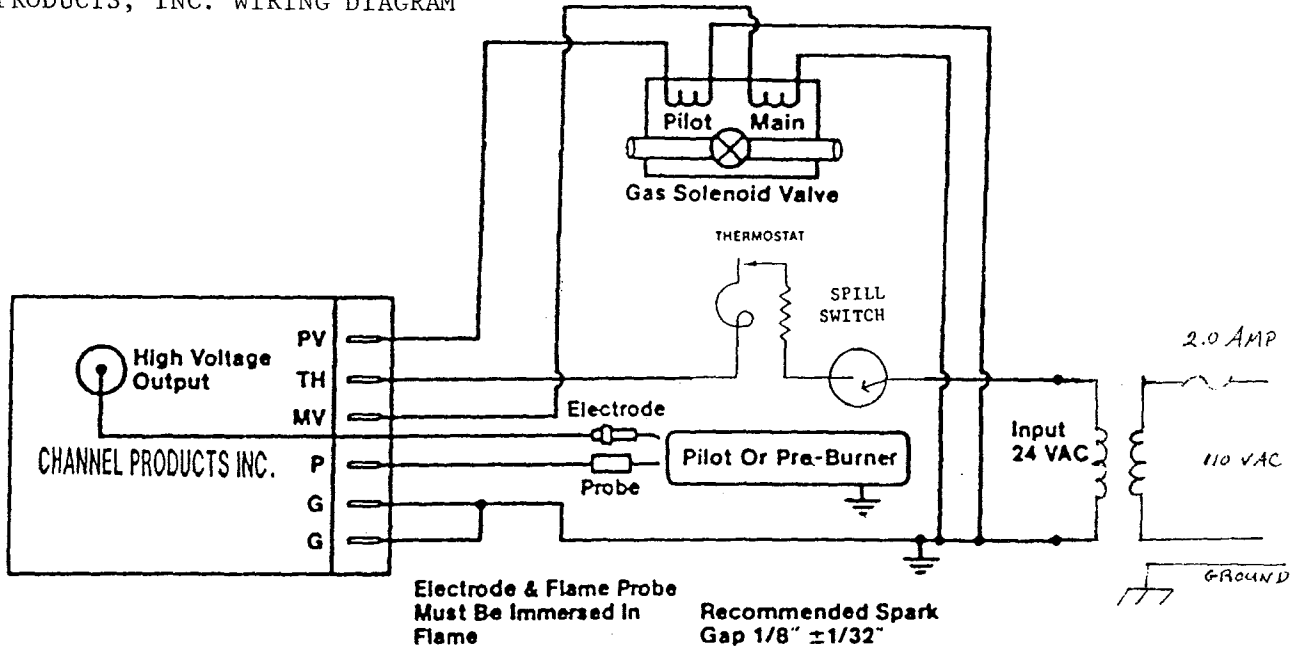 PRODUCTS, INC. WIRING DIAGRAM
Pilot Main
Gas Solenoid Valve
THERMOSTAT
SPILL
SWITCH
2.0 AMP
High Voltage
Output
PV
TH
MV
P
G
G
CHANNEL PRODUCTS INC.
Electrode
Probe
Pilot Or Pre-Burner
Input
24 VAC
110 VAC
GROUND
Electrode & Flame Probe
Must Be Immersed In
Flame
Recommended Spark
Gap 1/8" ±1/32"